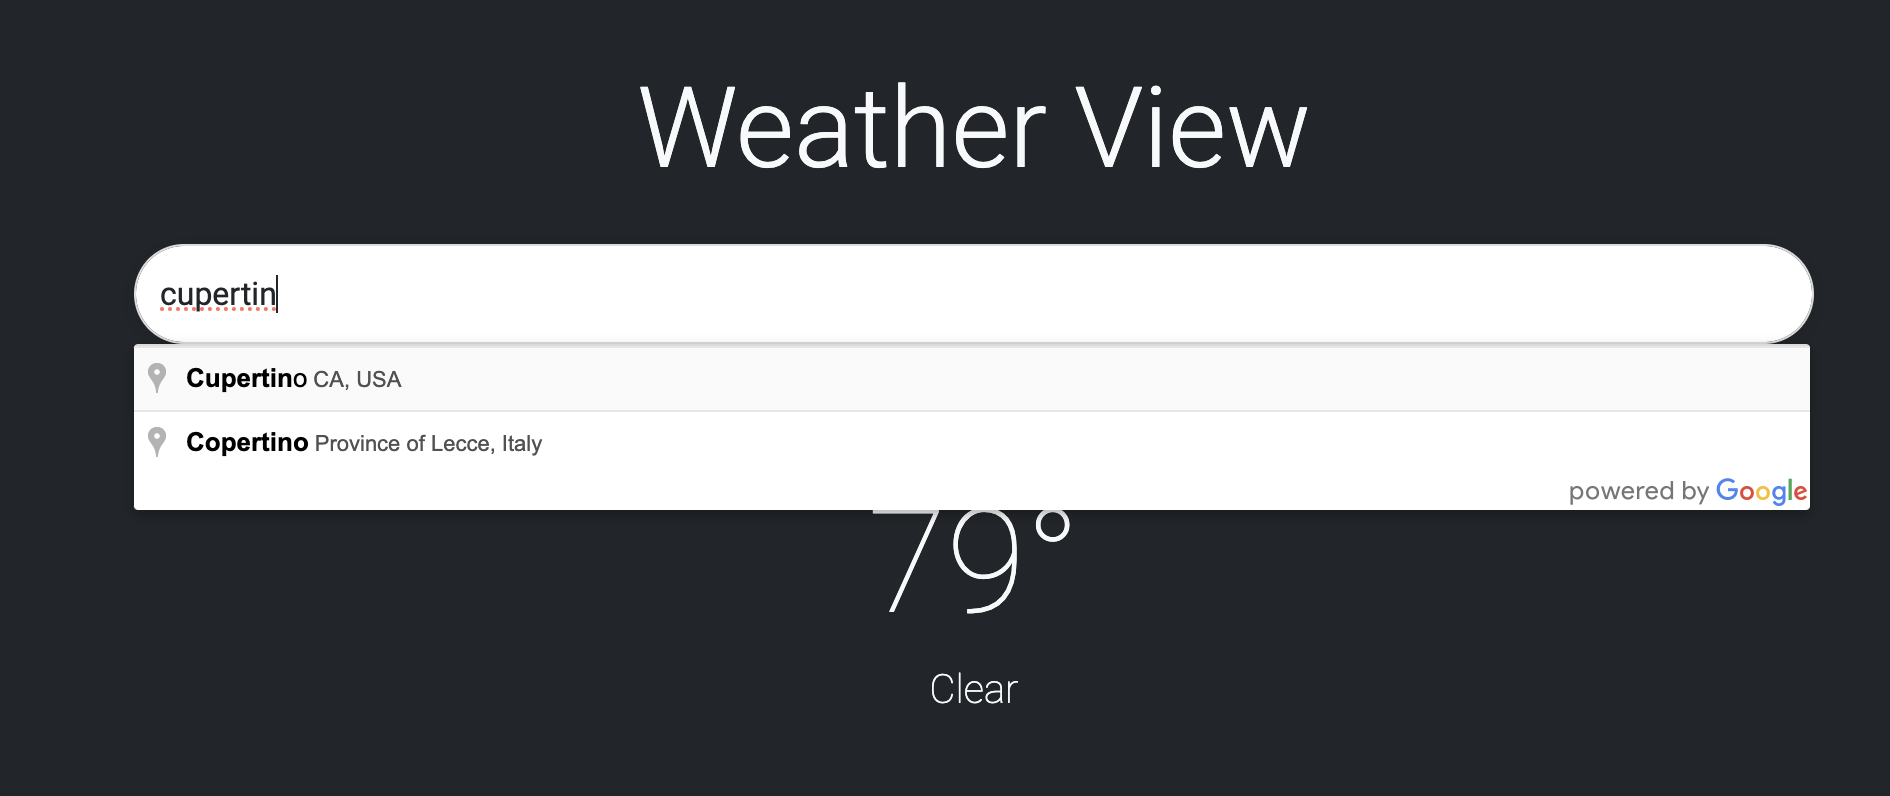 Weather View
cupertin
Cupertino CA, USA
Copertino Province of Lecce, Italy
powered by Google
79°
Clear